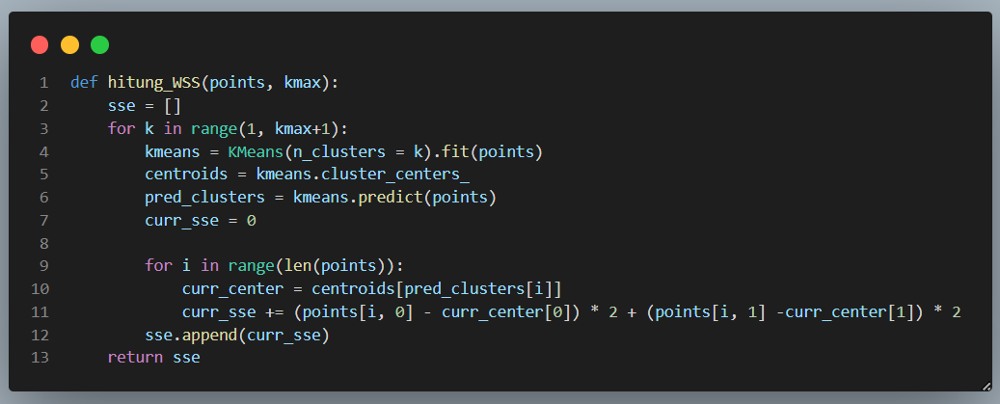 1 def hitung_WSS(points, kmax):
2     sse = []
3     for k in range(1, kmax+1):
4         kmeans = KMeans(n_clusters = k).fit(points)
5         centroids = kmeans.cluster_centers_
6         pred_clusters = kmeans.predict(points)
7         curr_sse = 0
8
9         for i in range(len(points)):
10             curr_center = centroids[pred_clusters[i]]
11             curr_sse += (points[i, 0] - curr_center[0]) * 2 + (points[i, 1] -curr_center[1]) * 2
12         sse.append(curr_sse)
13     return sse